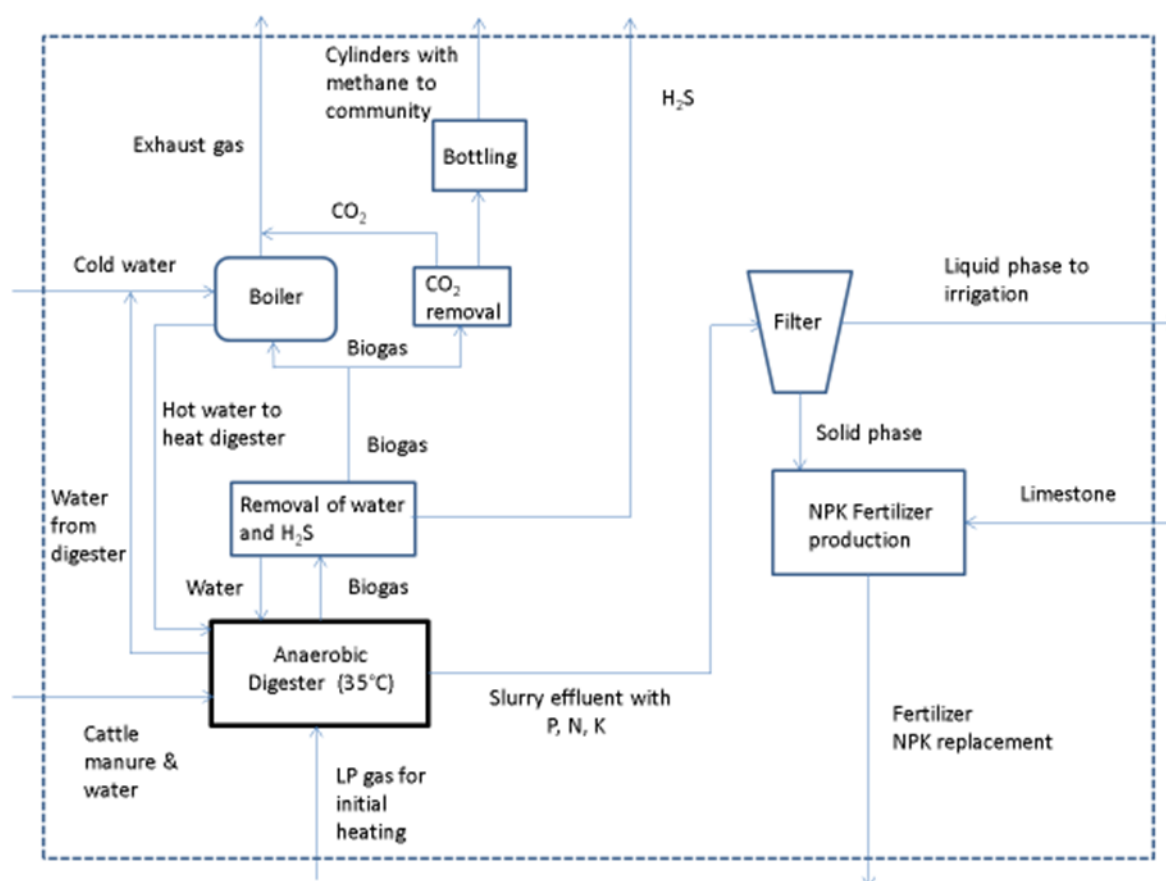 Cylinders with
methane to
community
H₂S
Exhaust gas
Bottling
CO₂
Cold water
Boiler
CO₂
removal
Biogas
Liquid phase to
irrigation
Filter
Hot water to
heat digester
Biogas
Solid phase
Water
from
digester
Removal of water
and H₂S
Limestone
NPK Fertilizer
production
Water
Biogas
Anaerobic
Digester (35°C)
Slurry effluent with
P, N, K
Cattle
manure &
water
LP gas for
initial
heating
Fertilizer
NPK replacement